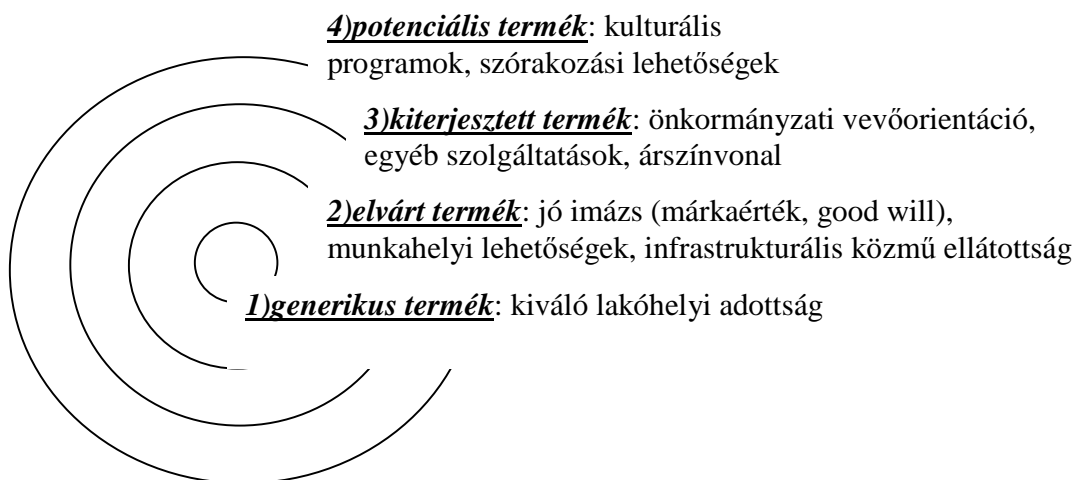 4)potenciális termék: kulturális
programok, szórakozási lehetőségek
3)kiterjesztett termék: önkormányzati vevőorientáció,
egyéb szolgáltatások, árszínvonal
2)elvárt termék: jó imázs (márkaérték, good will),
munkahelyi lehetőségek, infrastrukturális közmű ellátottság
1)generikus termék: kiváló lakóhelyi adottság